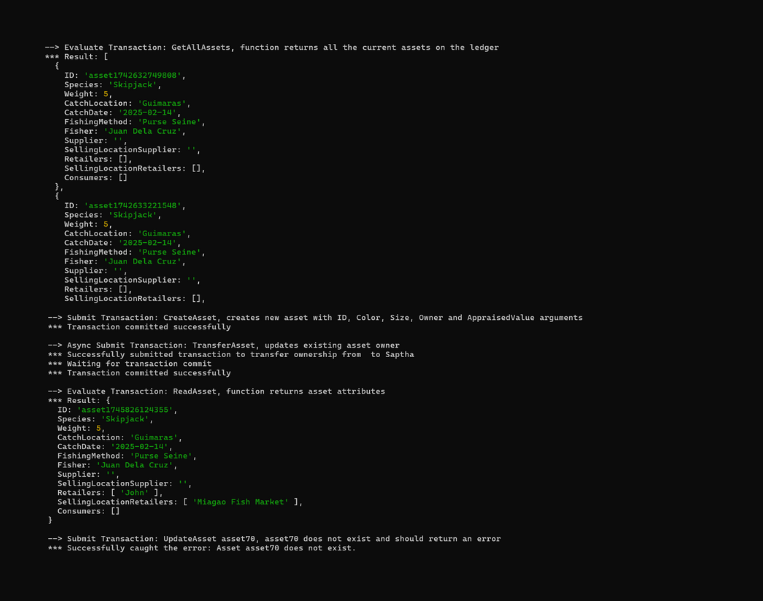 --> Evaluate Transaction: GetAllAssets, function returns all the current assets on the ledger
*** Result: [
  {
    ID: 'asset1742632749808',
    Species: 'Skipjack',
    Weight: 5,
    CatchLocation: 'Guimaras',
    CatchDate: '2025-02-14',
    FishingMethod: 'Purse Seine',
    Fisher: 'Juan Dela Cruz',
    Supplier: '',
    SellingLocationSupplier: '',
    Retailers: [],
    SellingLocationRetailers: [],
    Consumers: []
  },
  {
    ID: 'asset1742633221548',
    Species: 'Skipjack',
    Weight: 5,
    CatchLocation: 'Guimaras',
    CatchDate: '2025-02-14',
    FishingMethod: 'Purse Seine',
    Fisher: 'Juan Dela Cruz',
    Supplier: '',
    SellingLocationSupplier: '',
    Retailers: [],
    SellingLocationRetailers: [],
--> Submit Transaction: CreateAsset, creates new asset with ID, Color, Size, Owner and AppraisedValue arguments
*** Transaction committed successfully
--> Async Submit Transaction: TransferAsset, updates existing asset owner
*** Successfully submitted transaction to transfer ownership from  to Saptha
*** Waiting for transaction commit
*** Transaction committed successfully
--> Evaluate Transaction: ReadAsset, function returns asset attributes
*** Result: {
  ID: 'asset1745826124355',
  Species: 'Skipjack',
  Weight: 5,
  CatchLocation: 'Guimaras',
  CatchDate: '2025-02-14',
  FishingMethod: 'Purse Seine',
  Fisher: 'Juan Dela Cruz',
  Supplier: '',
  SellingLocationSupplier: '',
  Retailers: [ 'John' ],
  SellingLocationRetailers: [ 'Miagao Fish Market' ],
  Consumers: []
}
--> Submit Transaction: UpdateAsset asset70, asset70 does not exist and should return an error
*** Successfully caught the error: Asset asset70 does not exist.